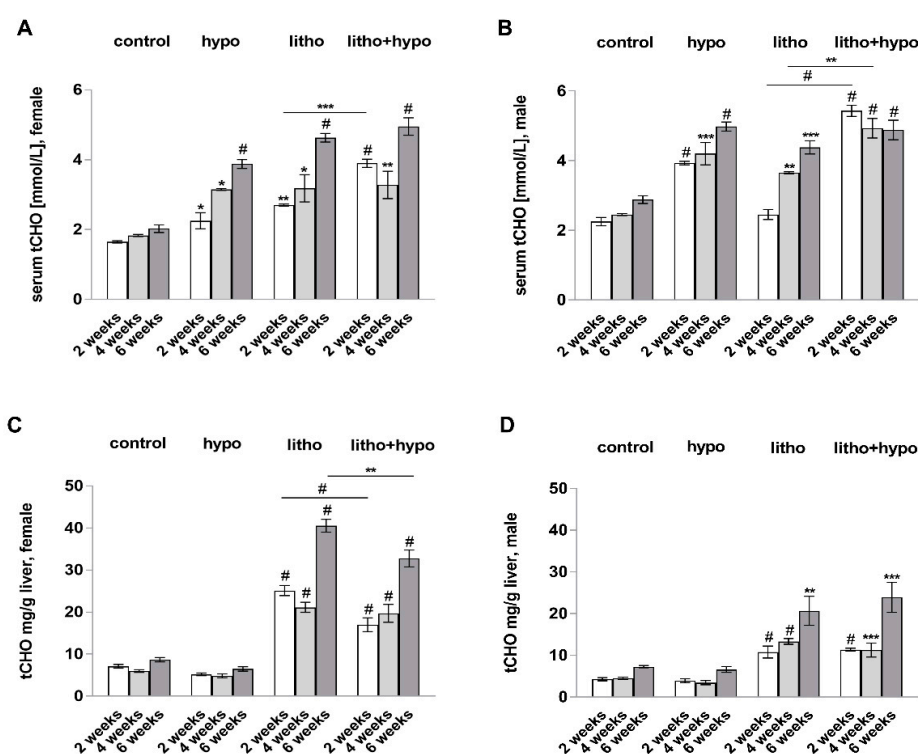 A
control hypo litho litho+hypo
serum tCHO [mmol/L], female
6
4
2
0
***
* * #
** * #
# ** #
2 weeks 4 weeks 6 weeks 2 weeks 4 weeks 6 weeks 2 weeks 4 weeks 6 weeks 2 weeks 4 weeks 6 weeks
B
control hypo litho litho+hypo
serum tCHO [mmol/L], male
6
4
2
0
**
#
# *** #
** ***
# # #
2 weeks 4 weeks 6 weeks 2 weeks 4 weeks 6 weeks 2 weeks 4 weeks 6 weeks 2 weeks 4 weeks 6 weeks
C
control hypo litho litho+hypo
tCHO mg/g liver, female
50
40
30
20
10
0
**
#
# # #
# # #
2 weeks 4 weeks 6 weeks 2 weeks 4 weeks 6 weeks 2 weeks 4 weeks 6 weeks 2 weeks 4 weeks 6 weeks
D
control hypo litho litho+hypo
tCHO mg/g liver, male
50
40
30
20
10
0
# # **
# *** ***
2 weeks 4 weeks 6 weeks 2 weeks 4 weeks 6 weeks 2 weeks 4 weeks 6 weeks 2 weeks 4 weeks 6 weeks